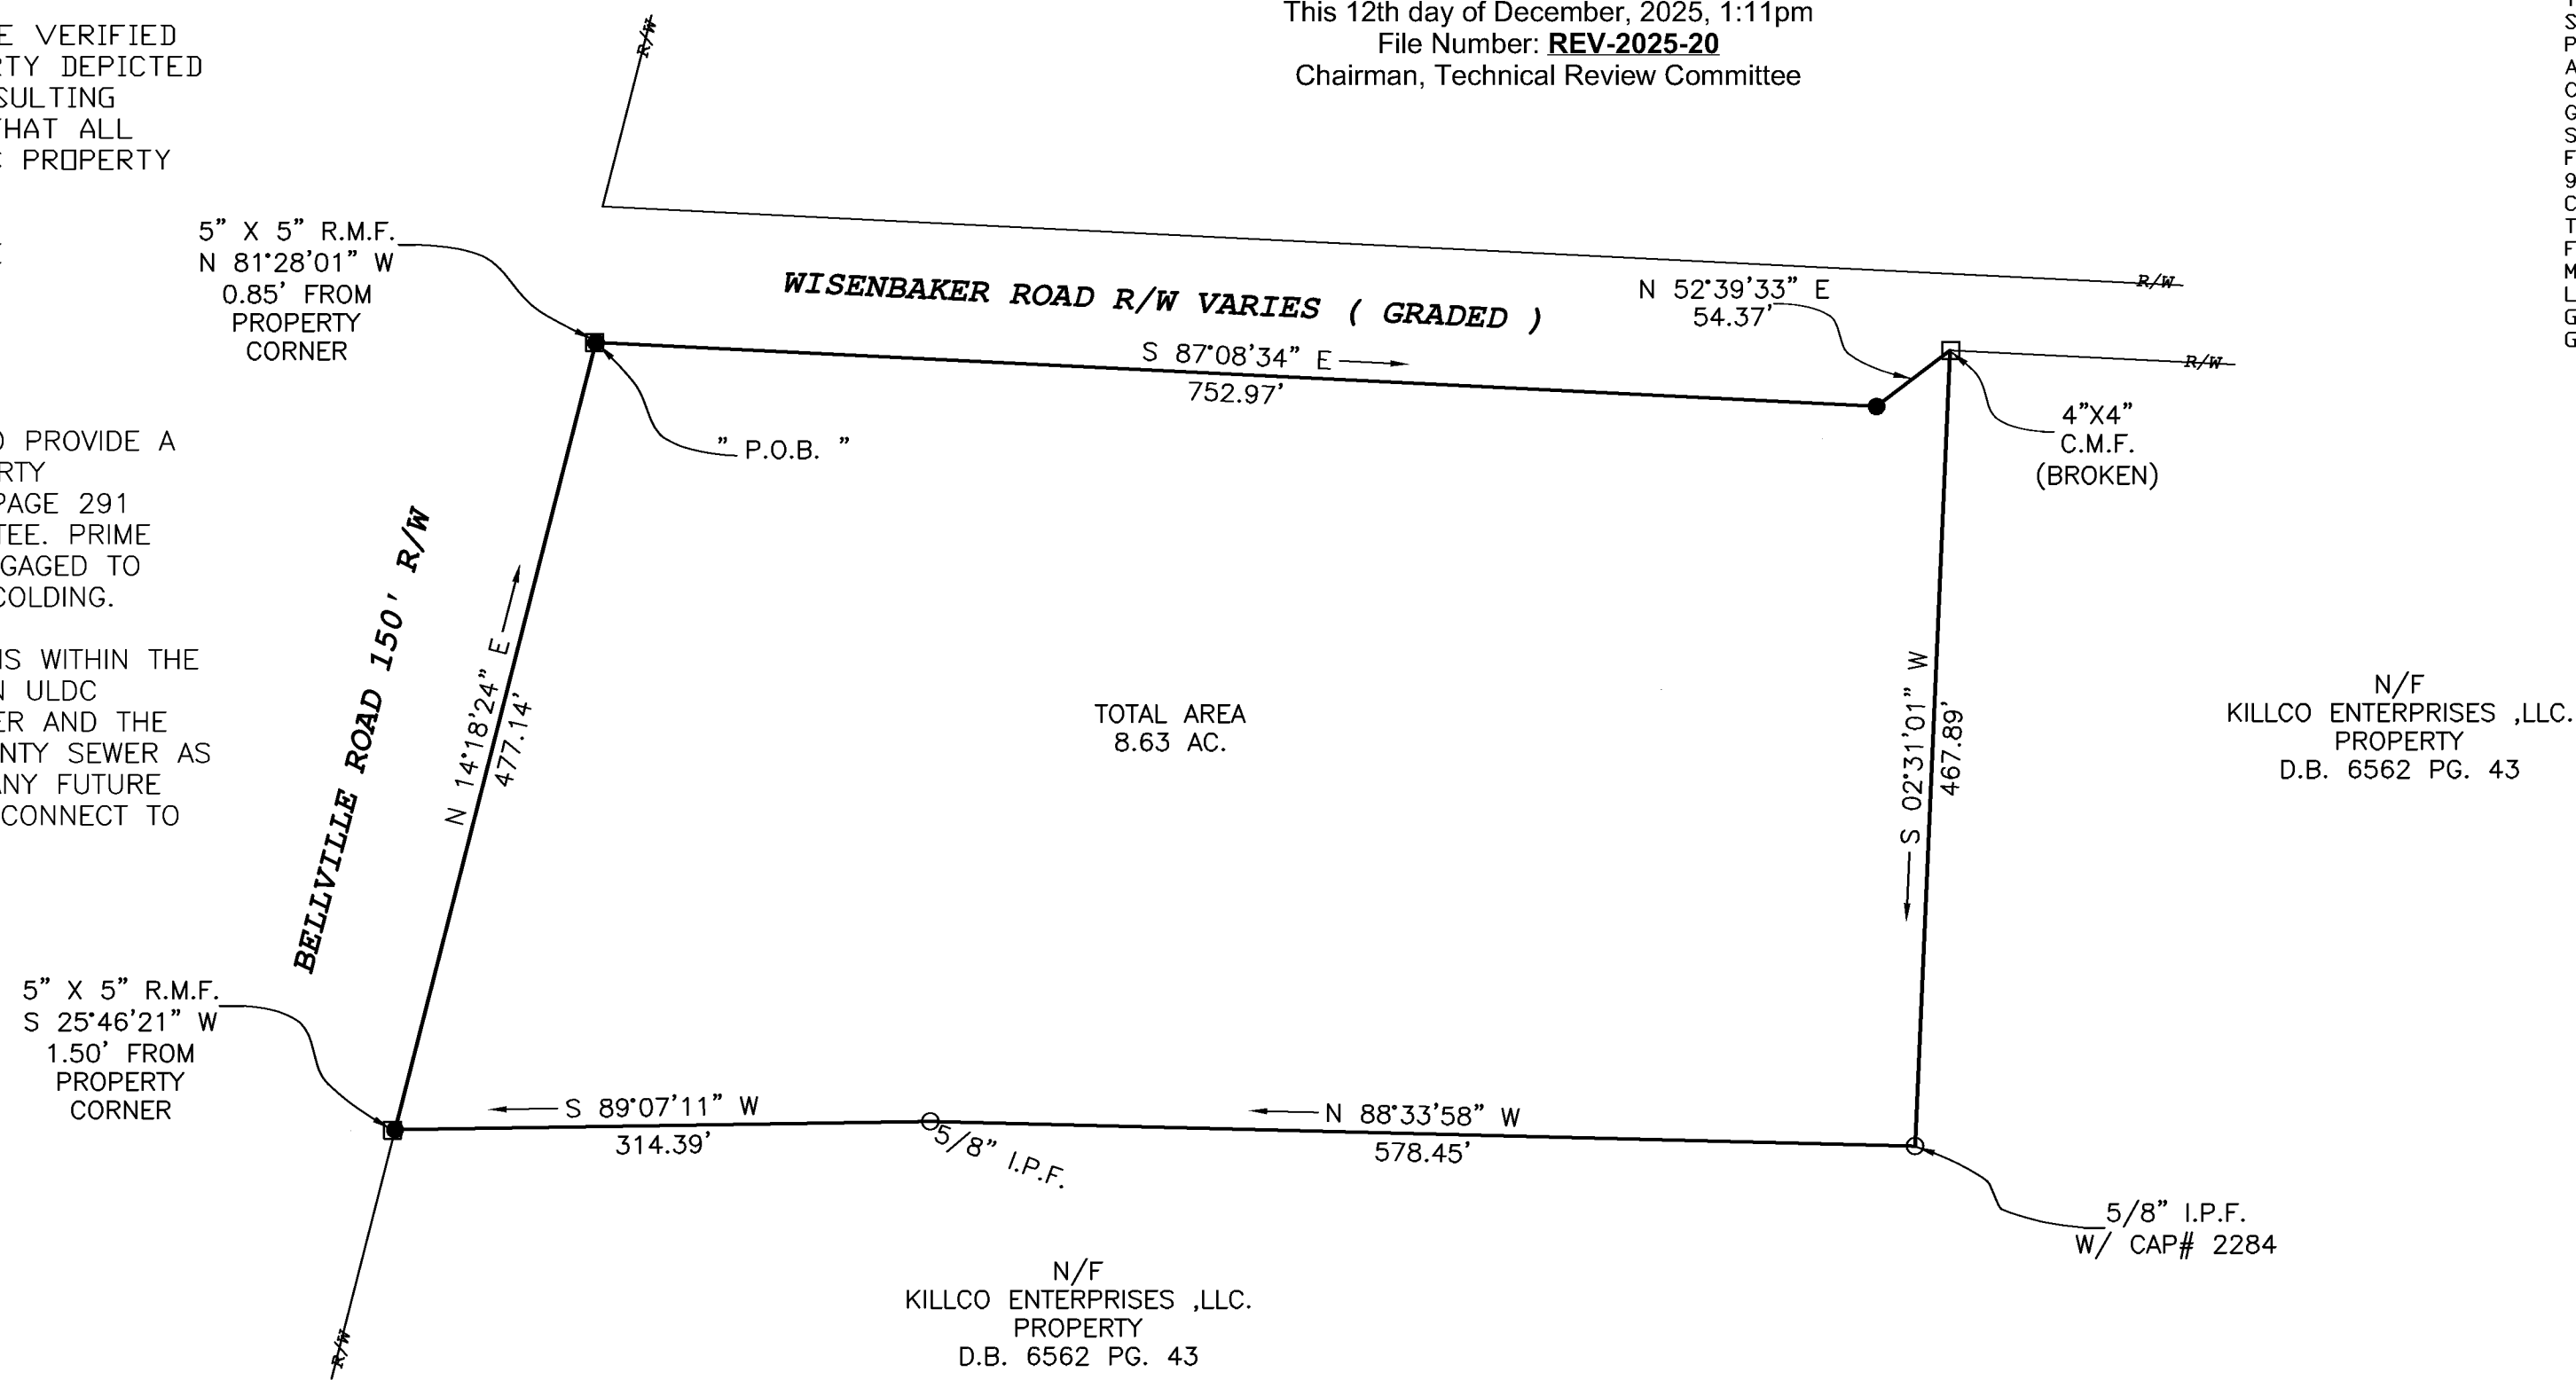 This 12th day of December, 2025, 1:11pm
File Number: REV-2025-20
Chairman, Technical Review Committee
E VERIFIED
RTY DEPICTED
SULTING
THAT ALL
PROPERTY
R/W
5” X 5” R.M.F.
N 81°28’01” W
0.85’ FROM
PROPERTY
CORNER
WISENBAKER ROAD R/W VARIES ( GRADED )
N 52°39’33” E
54.37’
R/W
R/W
S 87°08’34” E
752.97’
” P.O.B. ”
4”X4”
C.M.F.
(BROKEN)
O PROVIDE A
RTY
PAGE 291
TEE. PRIME
GAGED TO
COLDING.
IS WITHIN THE
N ULDC
ER AND THE
NTY SEWER AS
ANY FUTURE
CONNECT TO
BELLVILLE ROAD 150' R/W
N 14°18’24” E
477.14’
TOTAL AREA
8.63 AC.
S 02°31’01” W
467.89’
N/F
KILLCO ENTERPRISES ,LLC.
PROPERTY
D.B. 6562 PG. 43
5” X 5” R.M.F.
S 25°46’21” W
1.50’ FROM
PROPERTY
CORNER
S 89°07’11” W
314.39’
5/8” I.P.F.
N 88°33’58” W
578.45’
5/8” I.P.F.
W/ CAP# 2284
N/F
KILLCO ENTERPRISES ,LLC.
PROPERTY
D.B. 6562 PG. 43
R/W
S
P
A
C
G
S
F
9
C
T
F
M
L
G
G